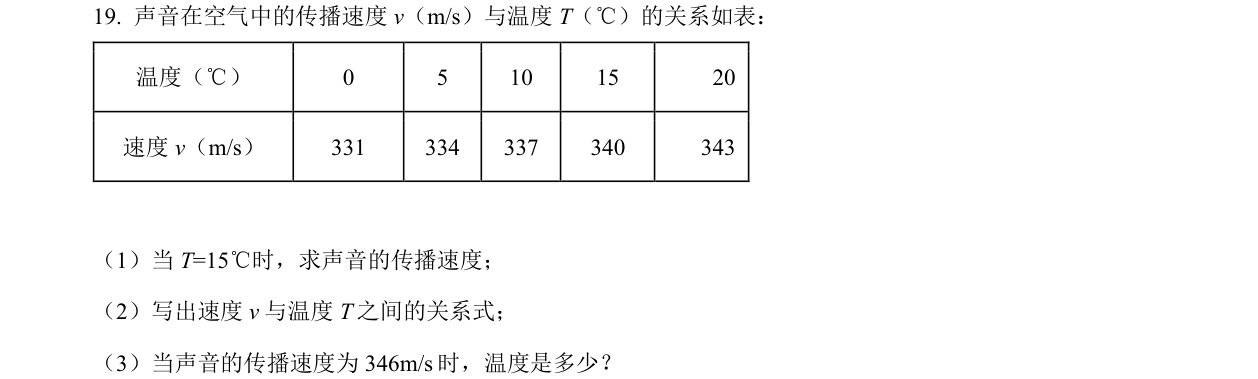 19. 声音在空气中的传播速度 v（m/s）与温度 T（℃）的关系如表：
温度（℃） 0 5 10 15 20
速度 v（m/s） 331 334 337 340 343
（1）当 T=15℃时，求声音的传播速度；
（2）写出速度 v 与温度 T 之间的关系式；
（3）当声音的传播速度为 346m/s 时，温度是多少？